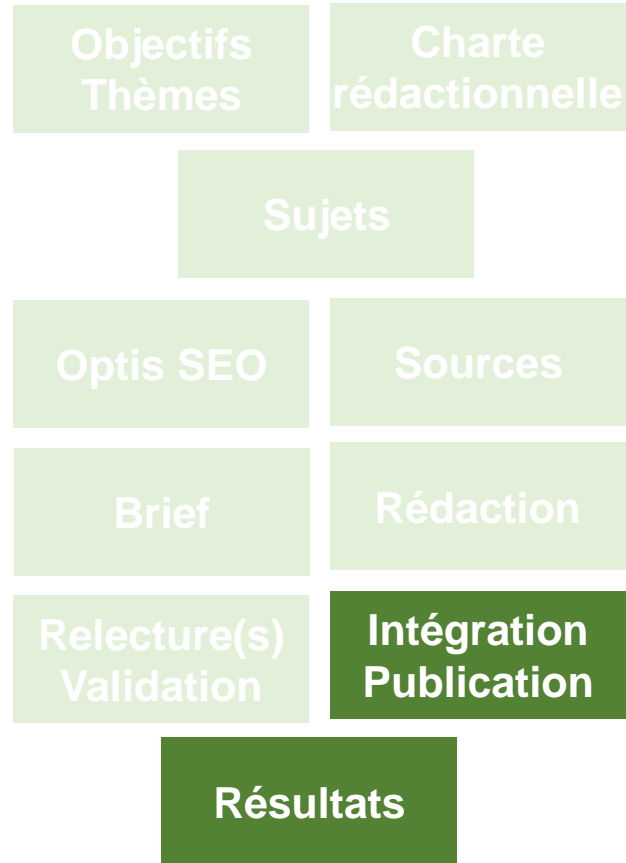 Objectifs
Thèmes
Charte
rédactionnelle
Sujets
Optis SEO
Sources
Brief
Rédaction
Relecture(s)
Validation
Intégration
Publication
Résultats